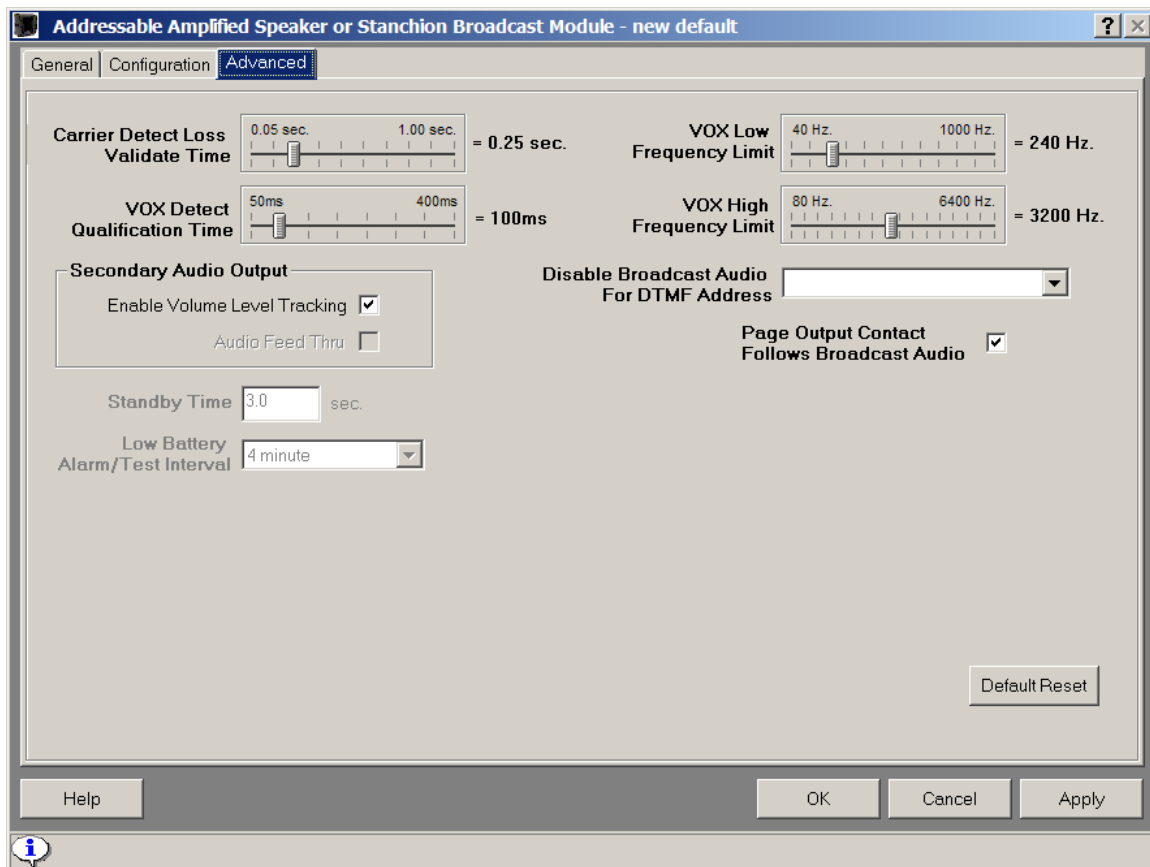 Addressable Amplified Speaker or Stanchion Broadcast Module - new default
?
General
Configuration
Advanced
Carrier Detect Loss
Validate Time
0.05 sec.
1.00 sec.
= 0.25 sec.
VOX Low
Frequency Limit
40 Hz.
1000 Hz.
= 240 Hz.
VOX Detect
Qualification Time
50ms
400ms
= 100ms
VOX High
Frequency Limit
80 Hz.
6400 Hz.
= 3200 Hz.
Secondary Audio Output
Enable Volume Level Tracking
Audio Feed Thru
Disable Broadcast Audio
For DTMF Address
Page Output Contact
Follows Broadcast Audio
Standby Time
3.0
sec.
Low Battery
Alarm/Test Interval
4 minute
Default Reset
Help
OK
Cancel
Apply